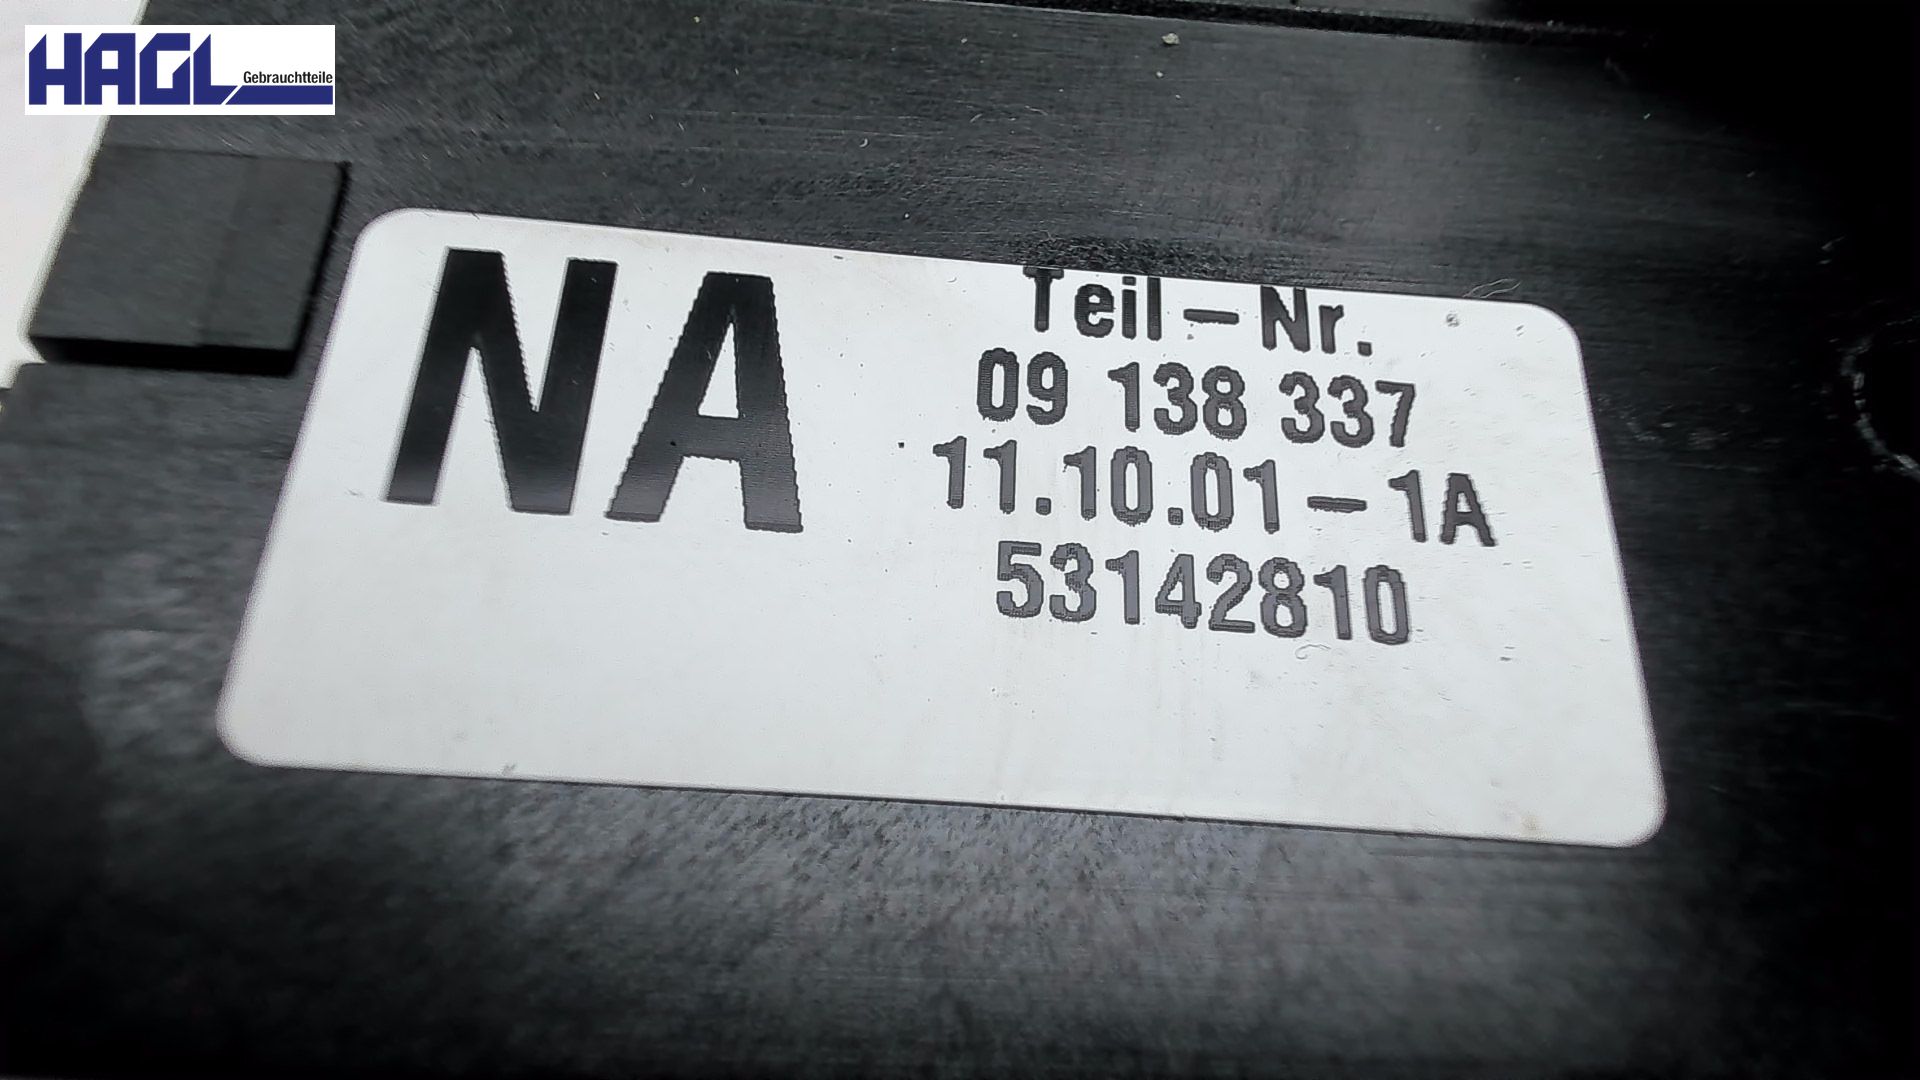 HAGL
Gebrauchtteile
NA
Teil-Nr.
09 138 337
11.10.01-1A
53142810